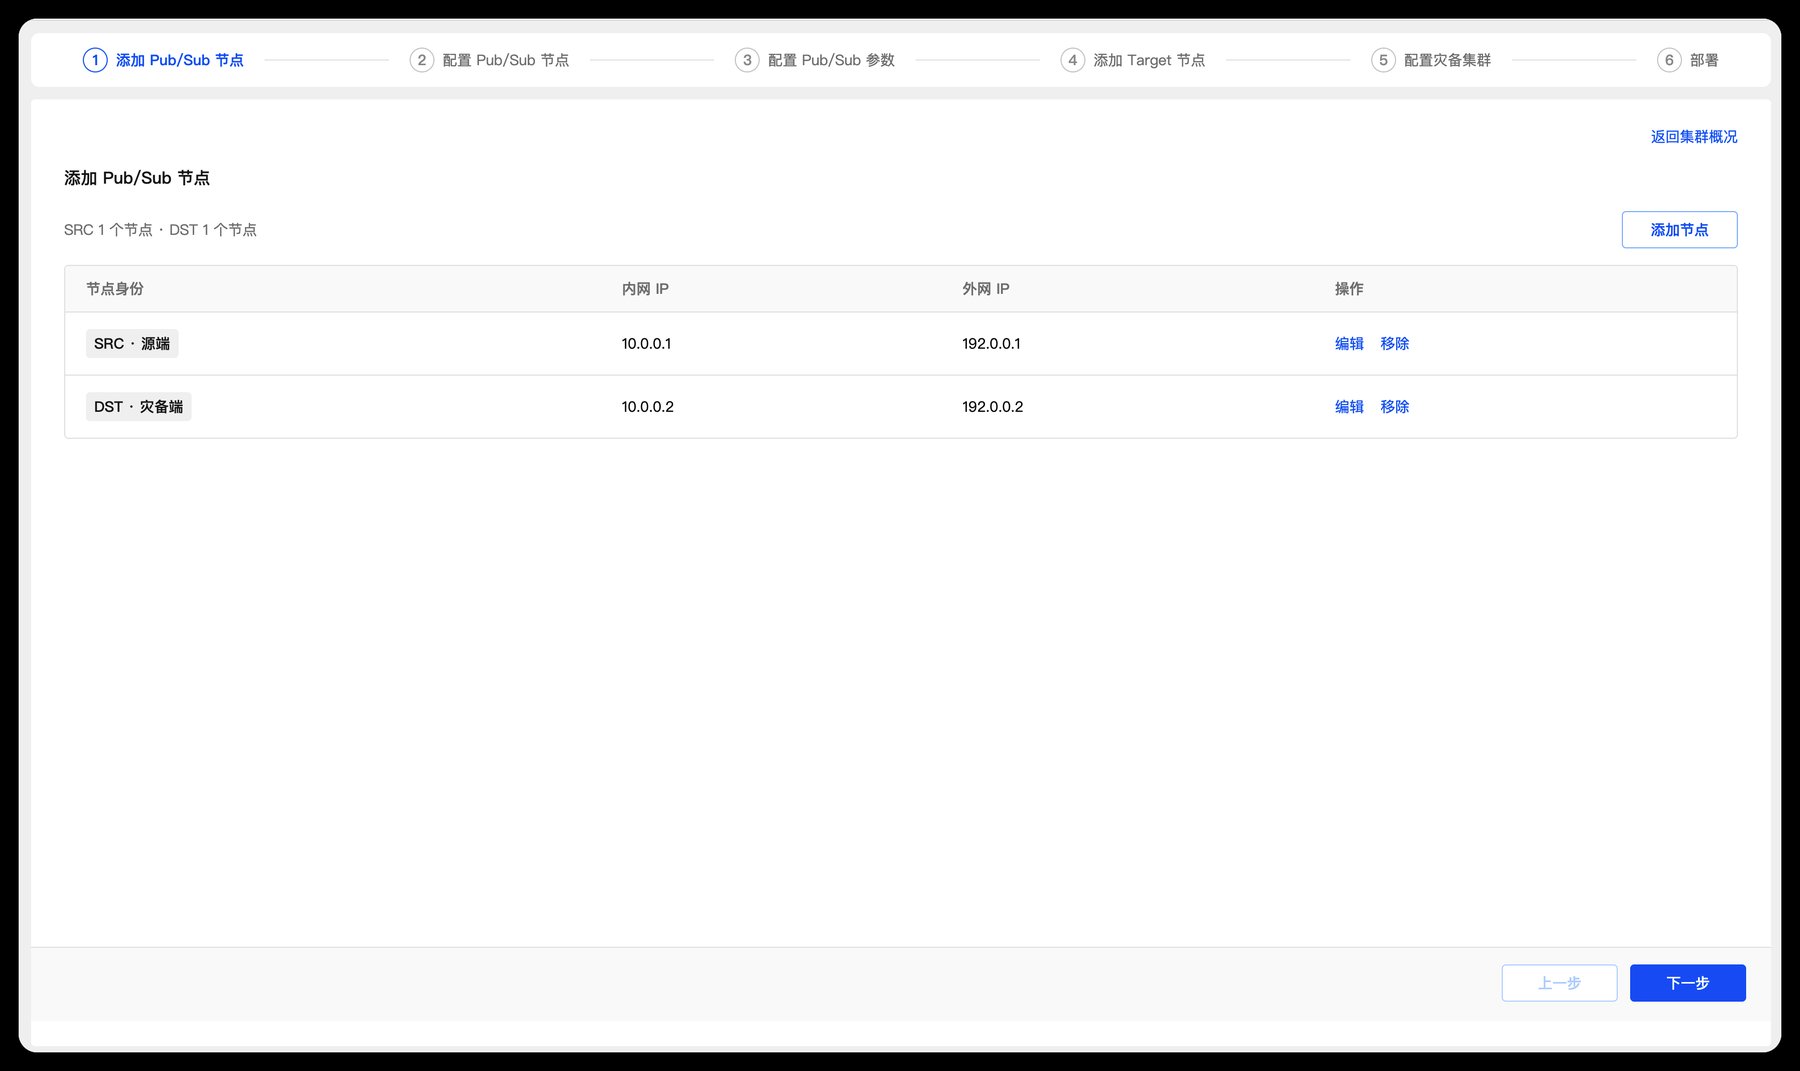 1 添加 Pub/Sub 节点 2 配置 Pub/Sub 节点 3 配置 Pub/Sub 参数 4 添加 Target 节点 5 配置灾备集群 6 部署
返回集群概况
添加 Pub/Sub 节点
SRC 1 个节点 · DST 1 个节点 添加节点
节点身份 内网 IP 外网 IP 操作
SRC · 源端 10.0.0.1 192.0.0.1 编辑 移除
DST · 灾备端 10.0.0.2 192.0.0.2 编辑 移除
上一步 下一步